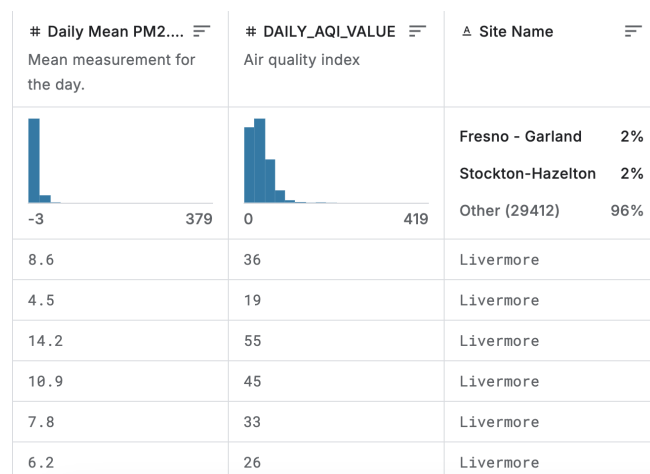 # Daily Mean PM2....
Mean measurement for
the day.
# DAILY_AQI_VALUE
Air quality index
A Site Name
-3 379
0 419
Fresno - Garland 2%
Stockton-Hazelton 2%
Other (29412) 96%
8.6 36 Livermore
4.5 19 Livermore
14.2 55 Livermore
10.9 45 Livermore
7.8 33 Livermore
6.2 26 Livermore